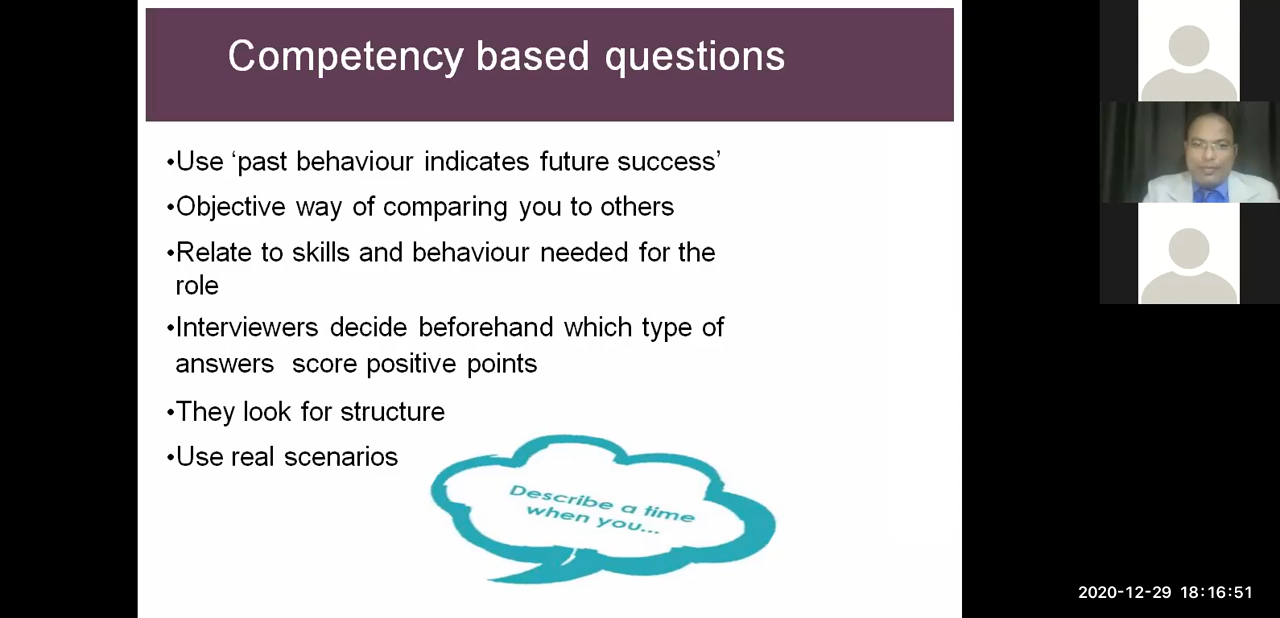 Competency based questions
•Use ‘past behaviour indicates future success’
•Objective way of comparing you to others
•Relate to skills and behaviour needed for the
role
•Interviewers decide beforehand which type of
answers  score positive points
•They look for structure
•Use real scenarios
Describe a time
when you...
2020-12-29 18:16:51